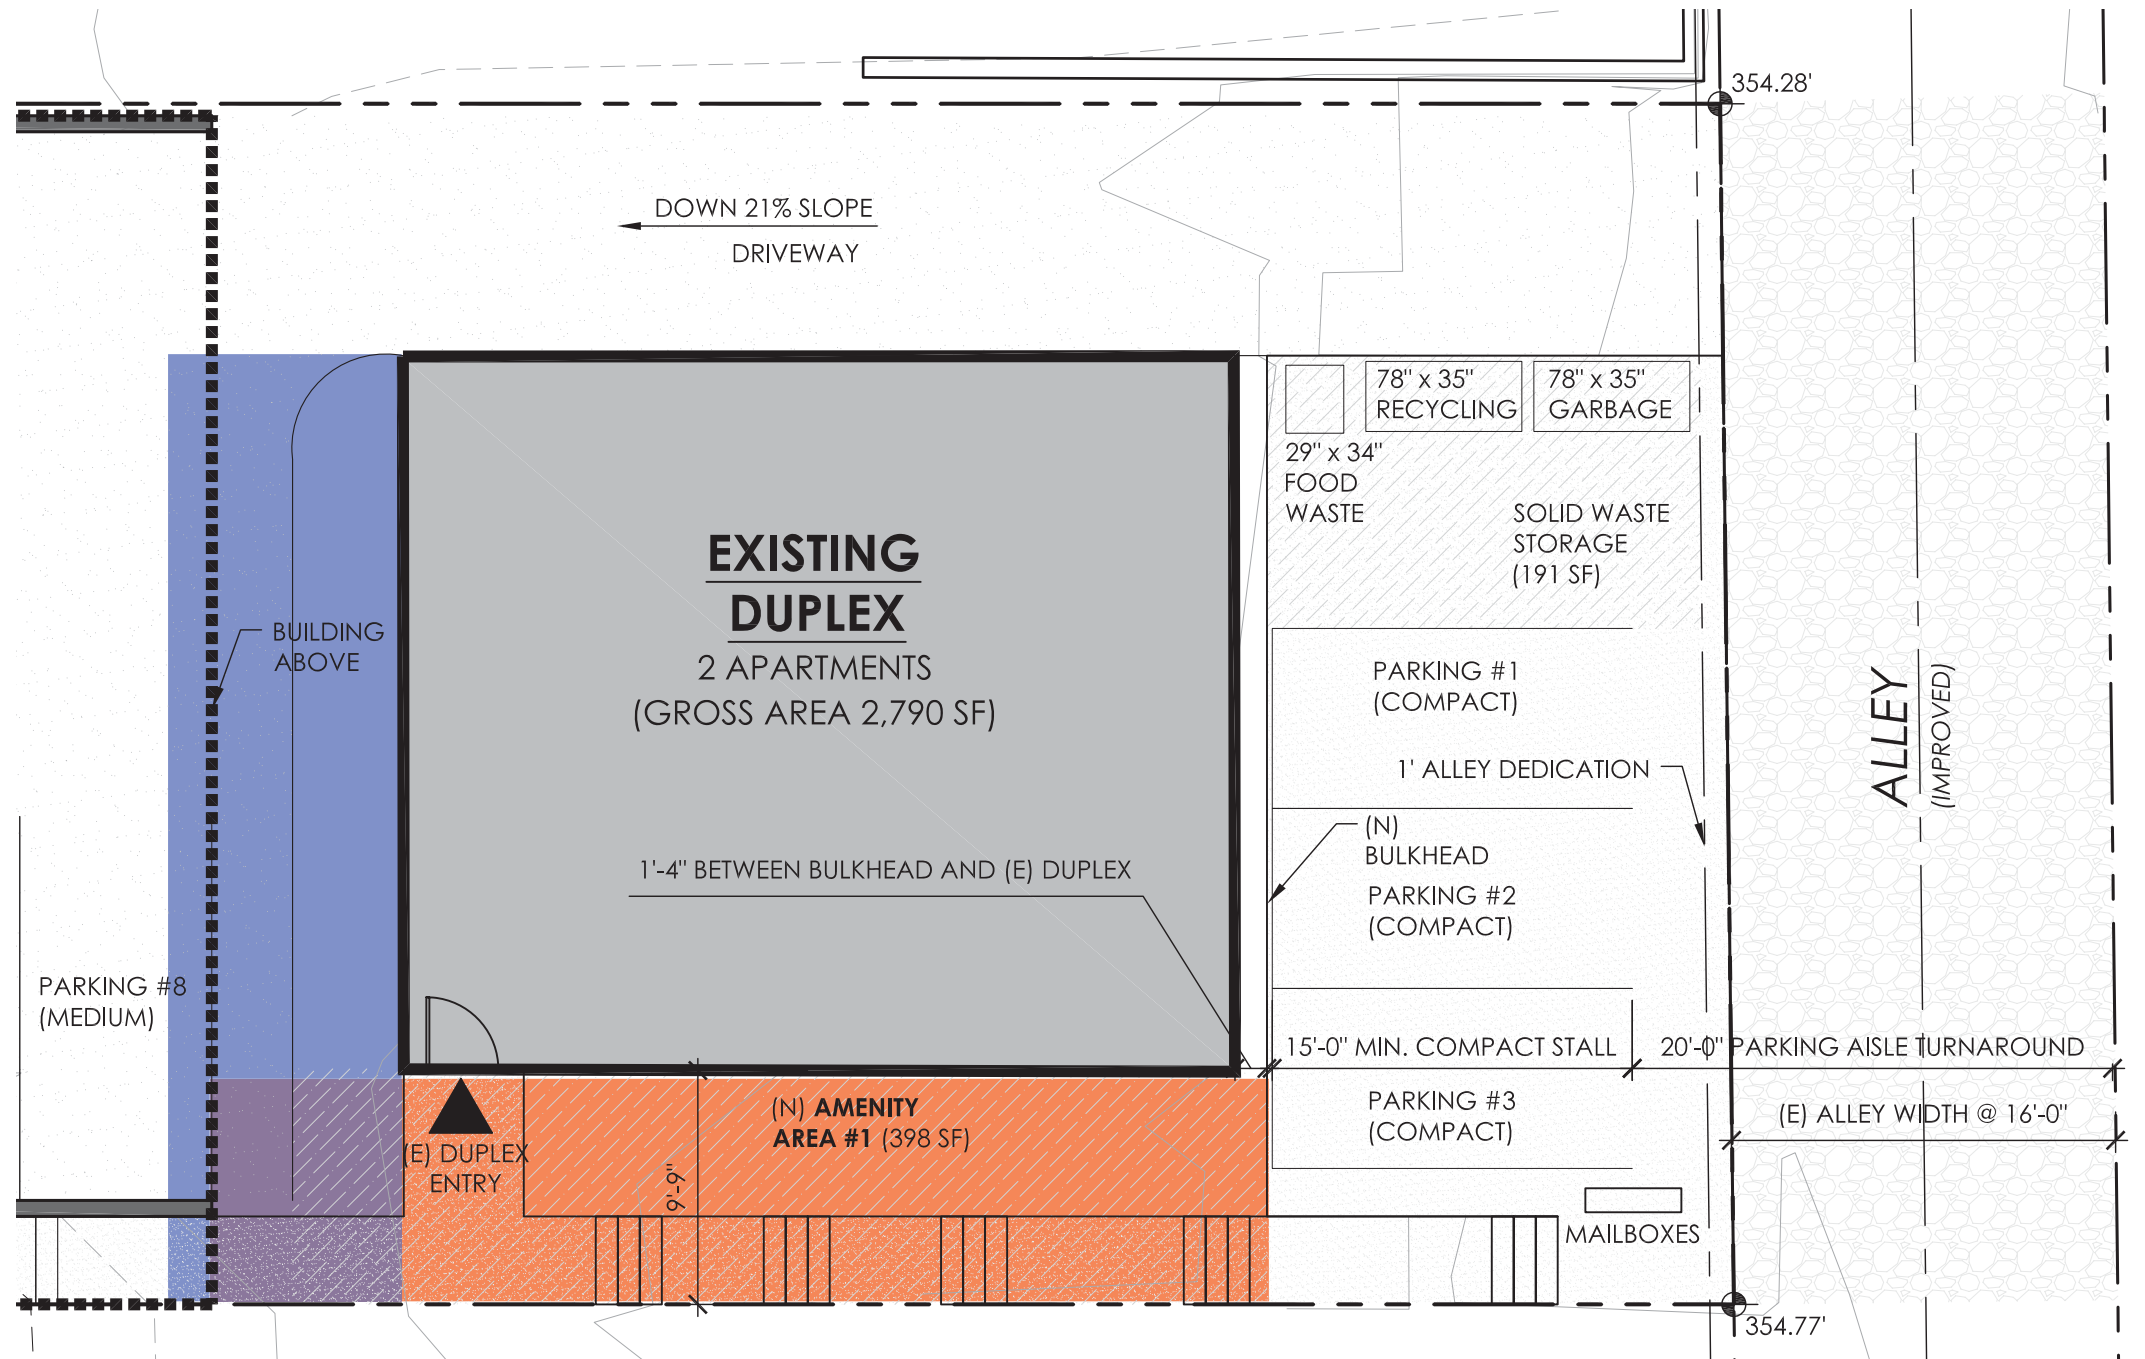 354.28'
DOWN 21% SLOPE
DRIVEWAY
78" x 35"
RECYCLING
78" x 35"
GARBAGE
29" x 34"
FOOD
WASTE
SOLID WASTE
STORAGE
(191 SF)
EXISTING
DUPLEX
2 APARTMENTS
(GROSS AREA 2,790 SF)
BUILDING
ABOVE
PARKING #1
(COMPACT)
1' ALLEY DEDICATION
ALLEY
(IMPROVED)
(N)
BULKHEAD
1'-4" BETWEEN BULKHEAD AND (E) DUPLEX
PARKING #2
(COMPACT)
PARKING #8
(MEDIUM)
15'-0" MIN. COMPACT STALL
20'-0" PARKING AISLE TURNAROUND
(N) AMENITY
AREA #1 (398 SF)
PARKING #3
(COMPACT)
(E) ALLEY WIDTH @ 16'-0"
(E) DUPLEX
ENTRY
9'-9"
MAILBOXES
354.77'